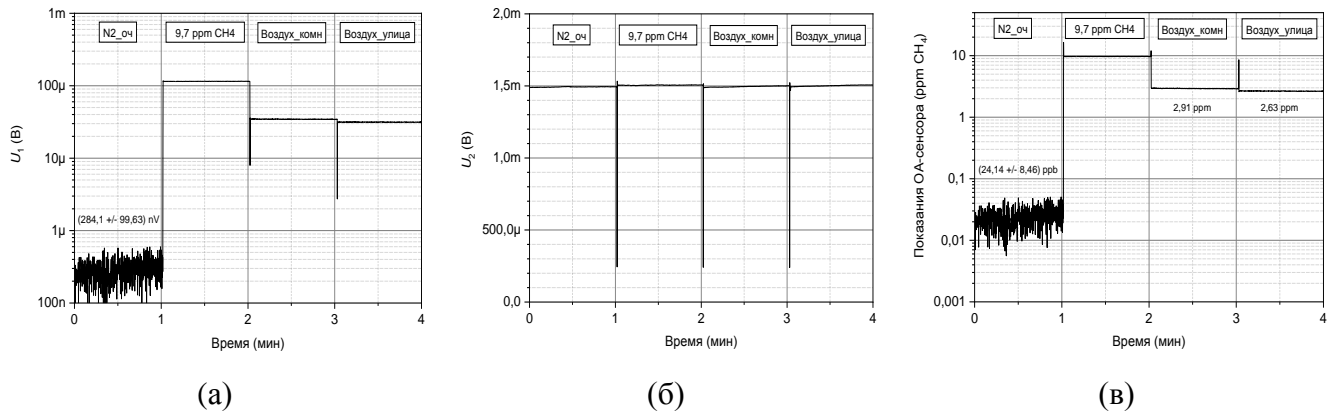 1m
100µ
10µ
1µ
100n
U1 (В)
N2_оч
9,7 ppm CH4
Воздух_комн
Воздух_улица
(284,1 +/- 99,63) nV
0 1 2 3 4
Время (мин)
(а)
2,0m
1,5m
1,0m
500,0µ
0,0
U2 (В)
N2_оч
9,7 ppm CH4
Воздух_комн
Воздух_улица
0 1 2 3 4
Время (мин)
(б)
10
1
0,1
0,01
0,001
Показания ОА-сенсора (ppm CH4)
N2_оч
9,7 ppm CH4
Воздух_комн
Воздух_улица
2,91 ppm
2,63 ppm
(24,14 +/- 8,46) ppb
0 1 2 3 4
Время (мин)
(в)